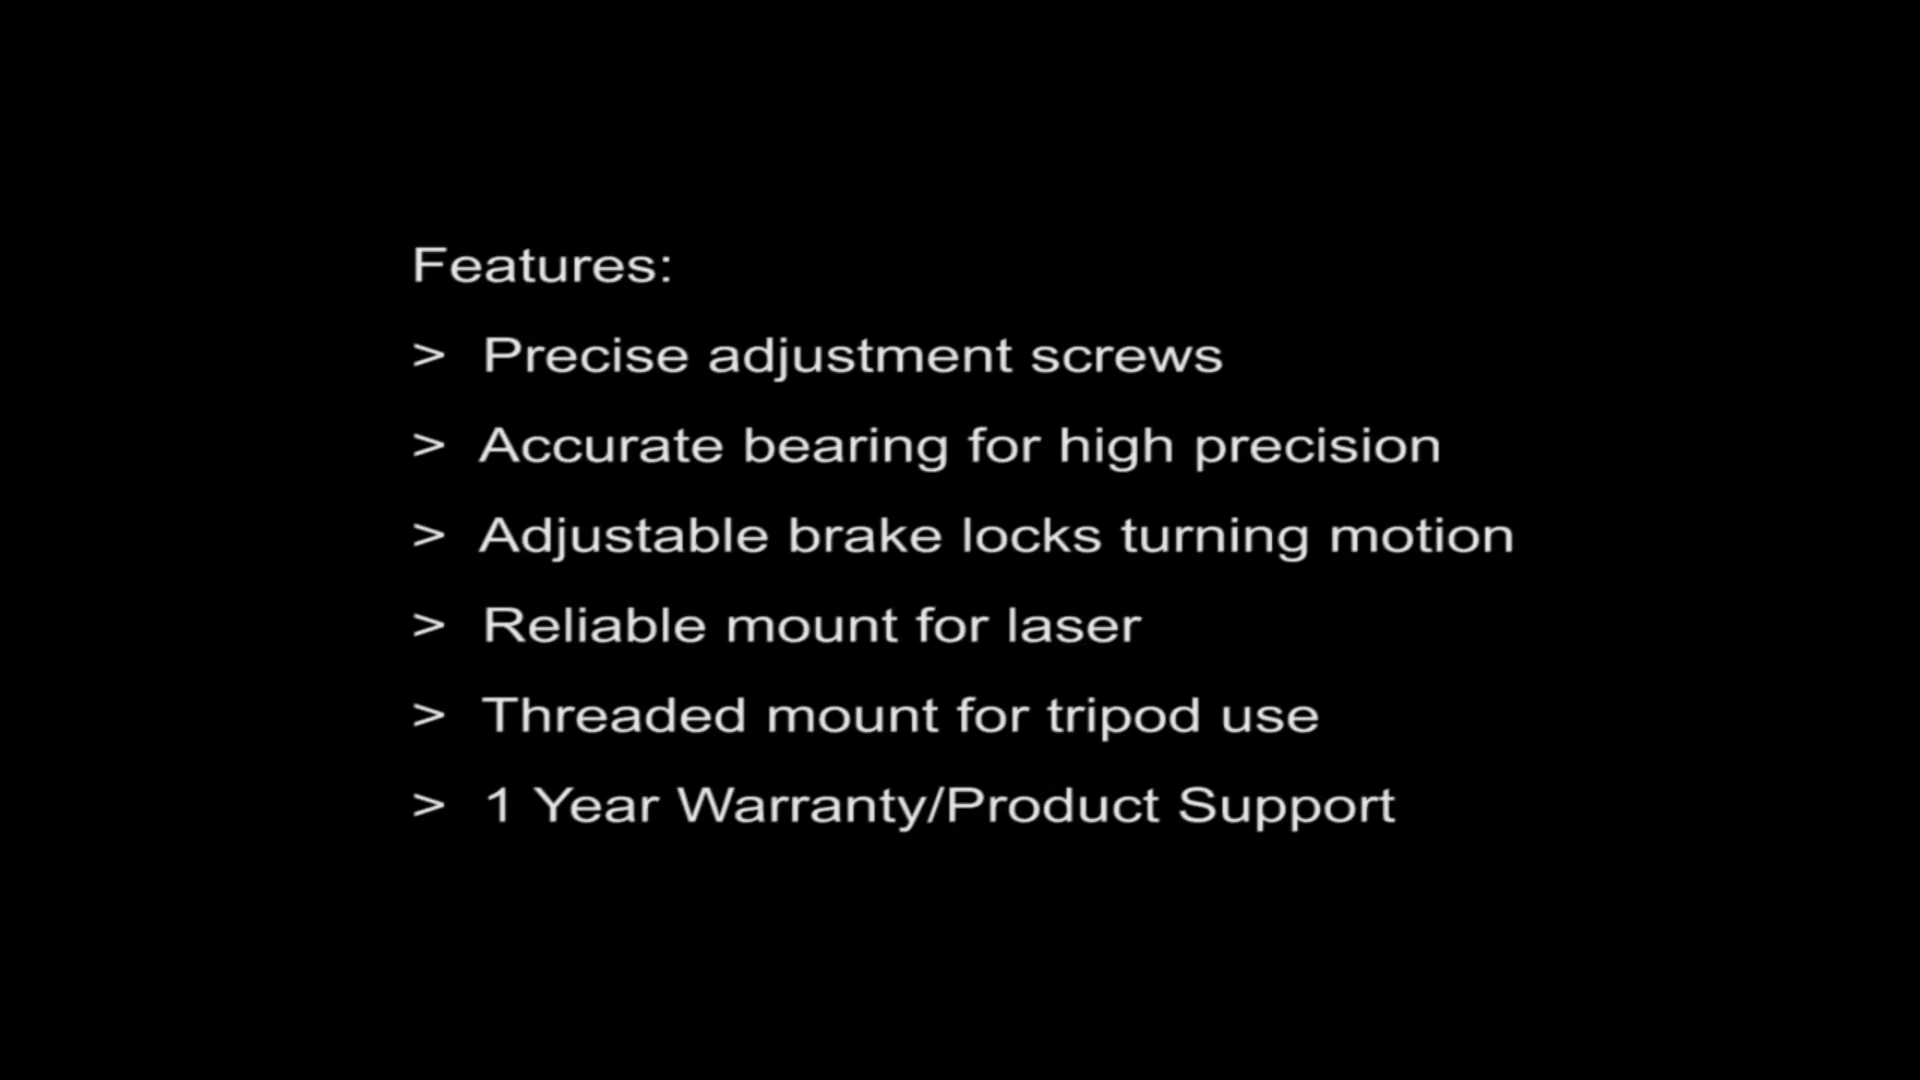 Features:
> Precise adjustment screws
> Accurate bearing for high precision
> Adjustable brake locks turning motion
> Reliable mount for laser
> Threaded mount for tripod use
> 1 Year Warranty/Product Support